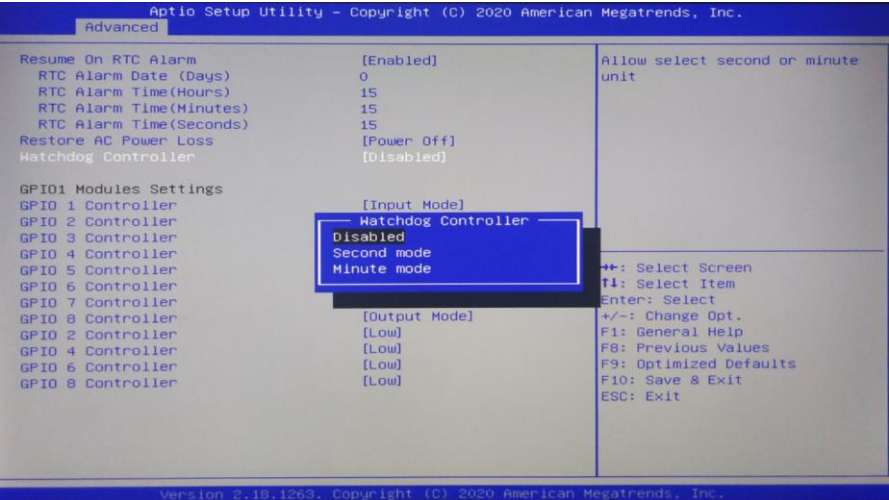 Aptio Setup Utility – Copyright (C) 2020 American Megatrends, Inc.
Advanced
Resume On RTC Alarm [Enabled]
RTC Alarm Date (Days) 0
RTC Alarm Time(Hours) 15
RTC Alarm Time(Minutes) 15
RTC Alarm Time(Seconds) 15
Restore AC Power Loss [Power Off]
Watchdog Controller [Disabled]
GPIO1 Modules Settings
GPIO 1 Controller [Input Mode]
GPIO 2 Controller
GPIO 3 Controller
GPIO 4 Controller
GPIO 5 Controller
GPIO 6 Controller
GPIO 7 Controller
GPIO 8 Controller [Output Mode]
GPIO 2 Controller [Low]
GPIO 4 Controller [Low]
GPIO 6 Controller [Low]
GPIO 8 Controller [Low]
Watchdog Controller
Disabled
Second mode
Minute mode
Allow select second or minute
unit
→←: Select Screen
↑↓: Select Item
Enter: Select
+/-: Change Opt.
F1: General Help
F8: Previous Values
F9: Optimized Defaults
F10: Save & Exit
ESC: Exit
Version 2.18.1263. Copyright (C) 2020 American Megatrends, Inc.